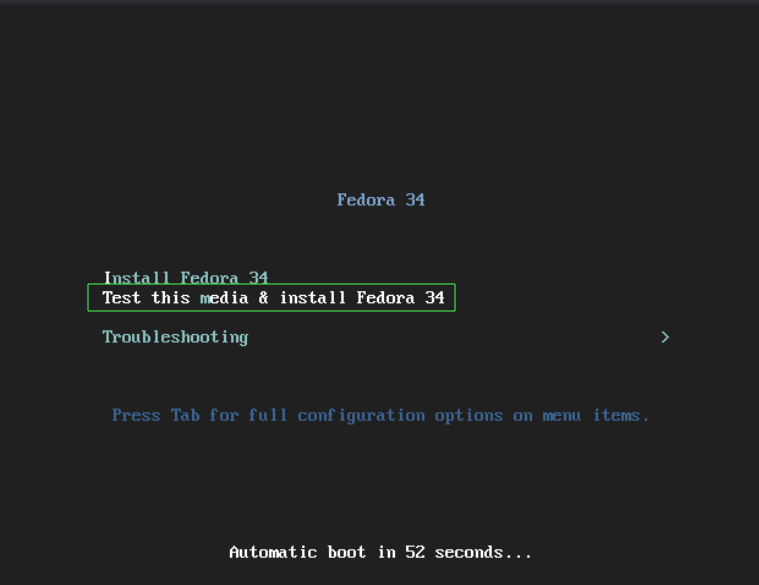 Fedora 34
Install Fedora 34
Test this media & install Fedora 34
Troubleshooting >
Press Tab for full configuration options on menu items.
Automatic boot in 52 seconds...